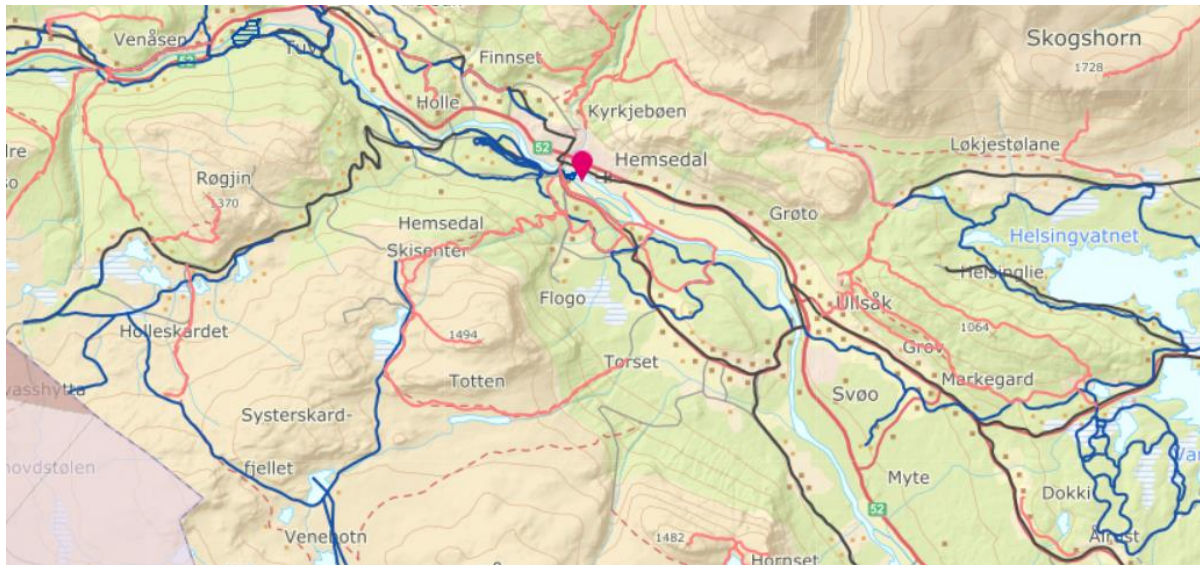 Venåsen
Finnset
Skogshorn
1728
Holle
Kyrkjebøen
52
Løkjestølane
Hemsedal
Røgjin
1370
Grøto
Hemsedal
Skisenter
Helsingvatnet
Helsinglie
Flogo
Ullsåk
Holleskardet
1494
1064
Grov
Torset
Totten
Markegard
Svøo
Systerskard-
fjellet
Myte
Dokki
52
Venebotn
1482
Hornset